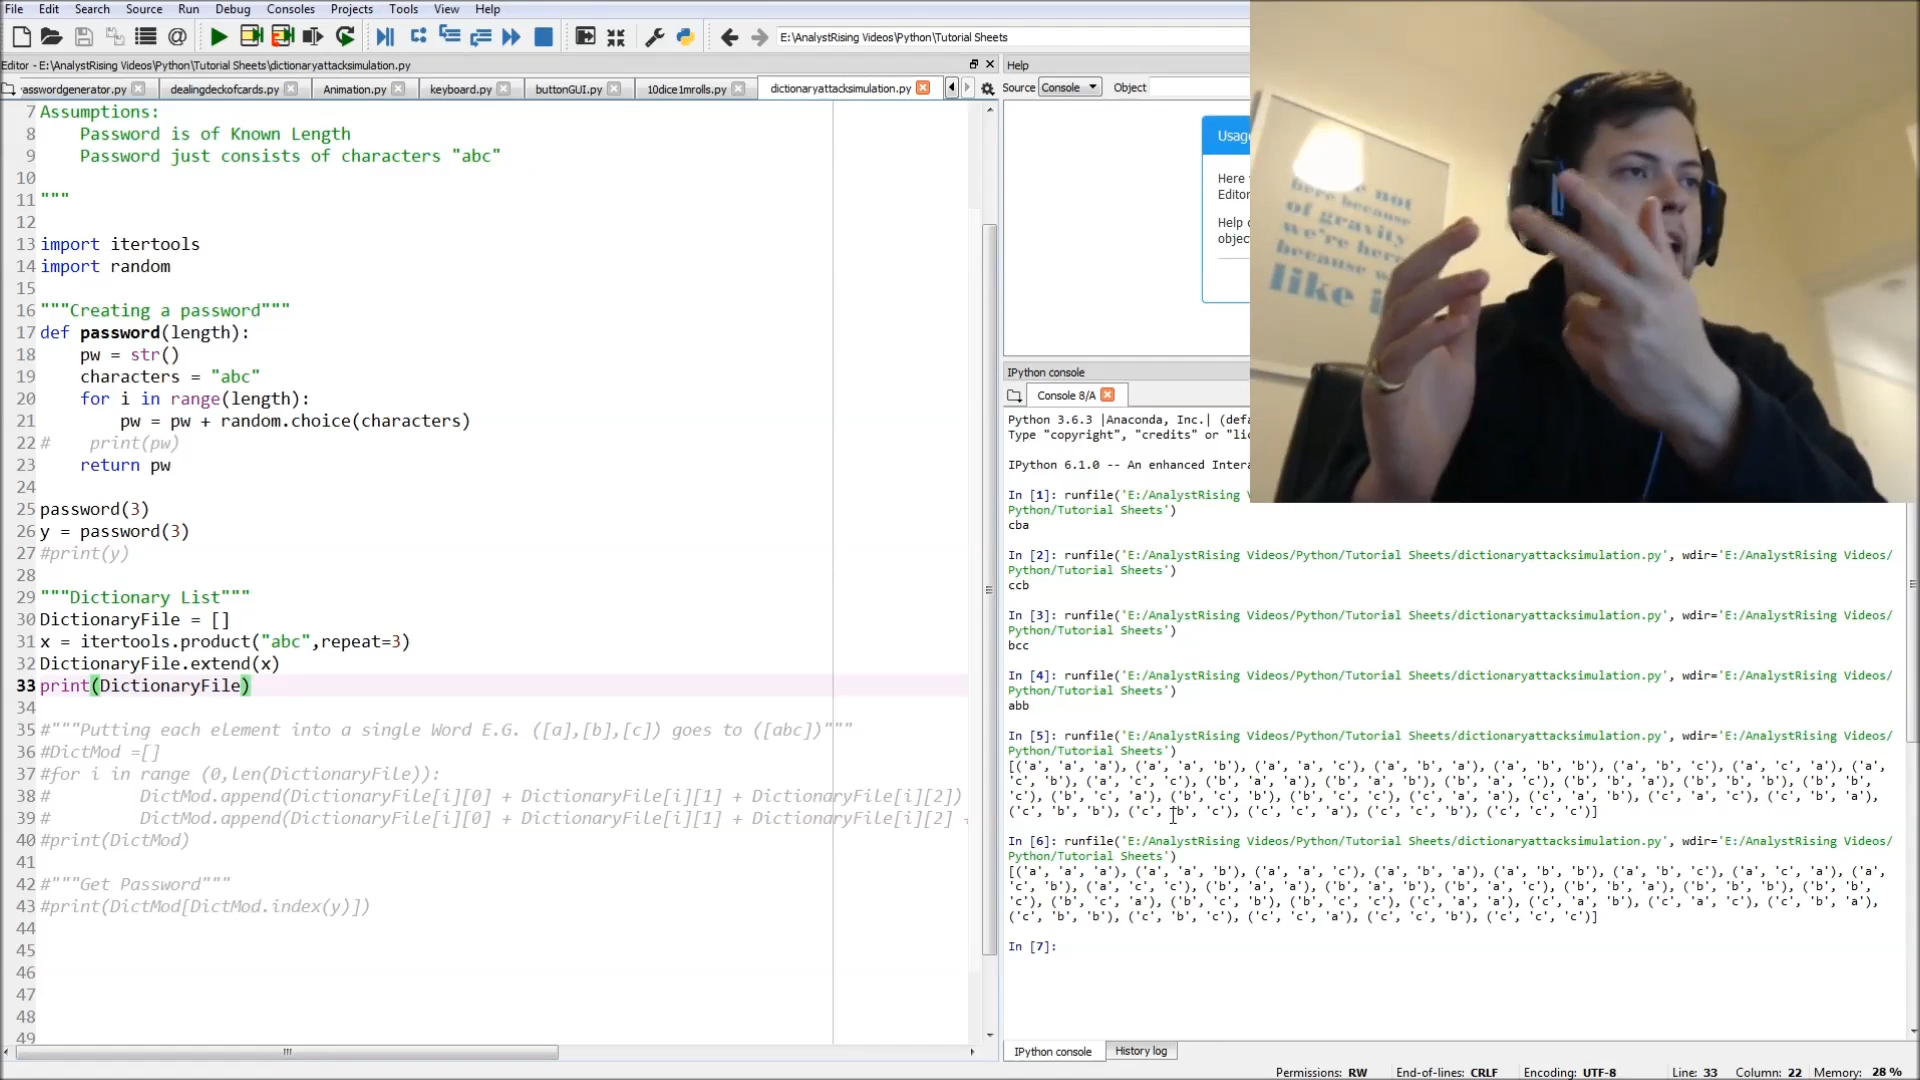 File Edit Search Source Run Debug Consoles Projects Tools View Help
E:\AnalystRising Videos\Python\Tutorial Sheets
Editor - E:\AnalystRising Videos\Python\Tutorial Sheets\dictionaryattacksimulation.py
asswordgenerator.py dealingdeckofcards.py Animation.py keyboard.py buttonGUI.py 10dice1mrolls.py dictionaryattacksimulation.py
7 Assumptions:
8 Password is of Known Length
9 Password just consists of characters "abc"
10
11 """
12
13 import itertools
14 import random
15
16 """Creating a password"""
17 def password(length):
18 pw = str()
19 characters = "abc"
20 for i in range(length):
21 pw = pw + random.choice(characters)
22 # print(pw)
23 return pw
24
25 password(3)
26 y = password(3)
27 #print(y)
28
29 """Dictionary List"""
30 DictionaryFile = []
31 x = itertools.product("abc",repeat=3)
32 DictionaryFile.extend(x)
33 print(DictionaryFile)
34
35 #"""Putting each element into a single Word E.G. ([a],[b],[c]) goes to ([abc])"""
36 #DictMod =[]
37 #for i in range (0,len(DictionaryFile)):
38 # DictMod.append(DictionaryFile[i][0] + DictionaryFile[i][1] + DictionaryFile[i][2])
39 # DictMod.append(DictionaryFile[i][0] + DictionaryFile[i][1] + DictionaryFile[i][2] +
40 #print(DictMod)
41
42 #"""Get Password"""
43 #print(DictMod[DictMod.index(y)])
44
45
46
47
48
49
Help
Source Console Object
Usage
Here
Editor
Help
object
here because
of gravity
we're here
because
like
IPython console
Console 8/A
Python 3.6.3 |Anaconda, Inc.|
Type "copyright", "credits" or
IPython 6.1.0 -- An enhanced
In [1]: runfile('E:/AnalystRising
Python/Tutorial Sheets')
cba
In [2]: runfile('E:/AnalystRising Videos/Python/Tutorial Sheets/dictionaryattacksimulation.py', wdir='E:/AnalystRising Videos/
Python/Tutorial Sheets')
ccb
In [3]: runfile('E:/AnalystRising Videos/Python/Tutorial Sheets/dictionaryattacksimulation.py', wdir='E:/AnalystRising Videos/
Python/Tutorial Sheets')
bcc
In [4]: runfile('E:/AnalystRising Videos/Python/Tutorial Sheets/dictionaryattacksimulation.py', wdir='E:/AnalystRising Videos/
Python/Tutorial Sheets')
abb
In [5]: runfile('E:/AnalystRising Videos/Python/Tutorial Sheets/dictionaryattacksimulation.py', wdir='E:/AnalystRising Videos/
Python/Tutorial Sheets')
[('a', 'a', 'a'), ('a', 'a', 'b'), ('a', 'a', 'c'), ('a', 'b', 'a'), ('a', 'b', 'b'), ('a', 'b', 'c'), ('a', 'c', 'a'), ('a',
'c', 'b'), ('a', 'c', 'c'), ('b', 'a', 'a'), ('b', 'a', 'b'), ('b', 'a', 'c'), ('b', 'b', 'a'), ('b', 'b', 'b'), ('b', 'b',
'c'), ('b', 'c', 'a'), ('b', 'c', 'b'), ('b', 'c', 'c'), ('c', 'a', 'a'), ('c', 'a', 'b'), ('c', 'a', 'c'), ('c', 'b', 'a'),
('c', 'b', 'b'), ('c', 'b', 'c'), ('c', 'c', 'a'), ('c', 'c', 'b'), ('c', 'c', 'c')]
In [6]: runfile('E:/AnalystRising Videos/Python/Tutorial Sheets/dictionaryattacksimulation.py', wdir='E:/AnalystRising Videos/
Python/Tutorial Sheets')
[('a', 'a', 'a'), ('a', 'a', 'b'), ('a', 'a', 'c'), ('a', 'b', 'a'), ('a', 'b', 'b'), ('a', 'b', 'c'), ('a', 'c', 'a'), ('a',
'c', 'b'), ('a', 'c', 'c'), ('b', 'a', 'a'), ('b', 'a', 'b'), ('b', 'a', 'c'), ('b', 'b', 'a'), ('b', 'b', 'b'), ('b', 'b',
'c'), ('b', 'c', 'a'), ('b', 'c', 'b'), ('b', 'c', 'c'), ('c', 'a', 'a'), ('c', 'a', 'b'), ('c', 'a', 'c'), ('c', 'b', 'a'),
('c', 'b', 'b'), ('c', 'b', 'c'), ('c', 'c', 'a'), ('c', 'c', 'b'), ('c', 'c', 'c')]
In [7]:
IPython console History log
Permissions: RW End-of-lines: CRLF Encoding: UTF-8 Line: 33 Column: 22 Memory: 28 %